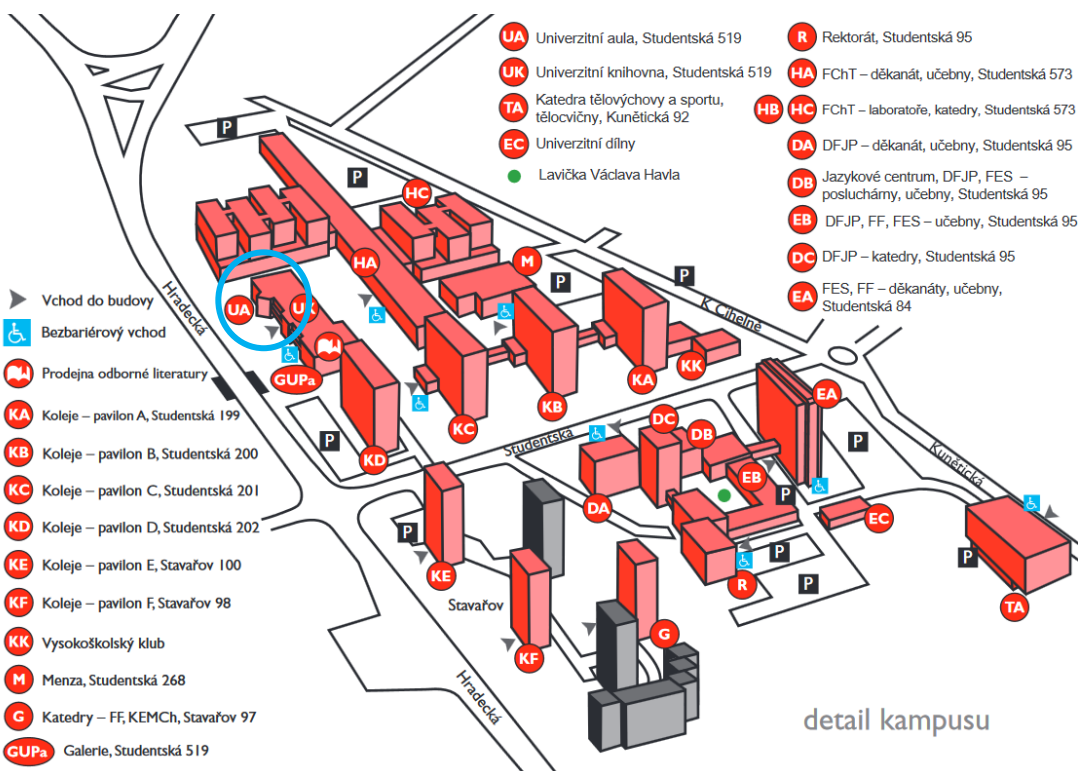 UA Univerzitní aula, Studentská 519
UK Univerzitní knihovna, Studentská 519
TA Katedra tělovýchovy a sportu,
tělocvičny, Kunětická 92
EC Univerzitní dílny
Lavička Václava Havla
R Rektorát, Studentská 95
HA FChT – děkanát, učebny, Studentská 573
HB HC FChT – laboratoře, katedry, Studentská 573
DA DFJP – děkanát, učebny, Studentská 95
DB Jazykové centrum, DFJP, FES –
posluchárny, učebny, Studentská 95
EB DFJP, FF, FES – učebny, Studentská 95
DC DFJP – katedry, Studentská 95
EA FES, FF – děkanáty, učebny,
Studentská 84
Vchod do budovy
Bezbariérový vchod
Prodejna odborné literatury
KA Koleje – pavilon A, Studentská 199
KB Koleje – pavilon B, Studentská 200
KC Koleje – pavilon C, Studentská 201
KD Koleje – pavilon D, Studentská 202
KE Koleje – pavilon E, Stavařov 100
KF Koleje – pavilon F, Stavařov 98
KK Vysokoškolský klub
M Menza, Studentská 268
G Katedry – FF, KEMCh, Stavařov 97
GUPa Galerie, Studentská 519
P
P
HC
HA
M
P
P
K Cihelně
Hradecká
UA
UK
GUPa
KK
KA
KB
KC
KD
P
Studentská
DC
DB
EA
P
Kunětická
EB
P
DA
EC
P
KE
P
R
P
P
TA
Stavařov
G
KF
Hradecká
detail kampusu